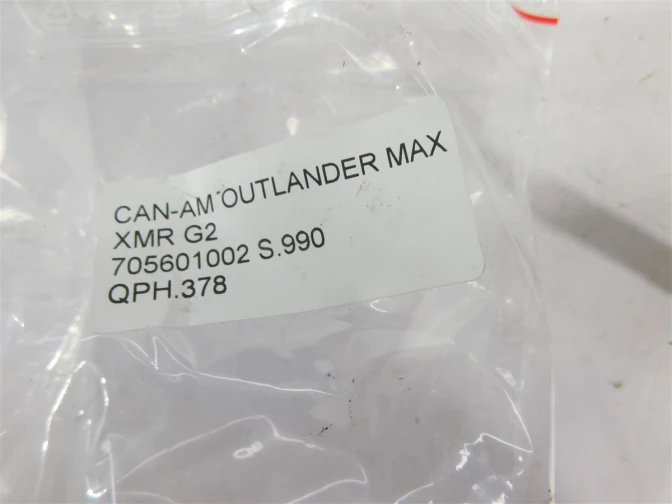 CAN-AM OUTLANDER MAX
XMR G2
705601002 S.990
QPH.378